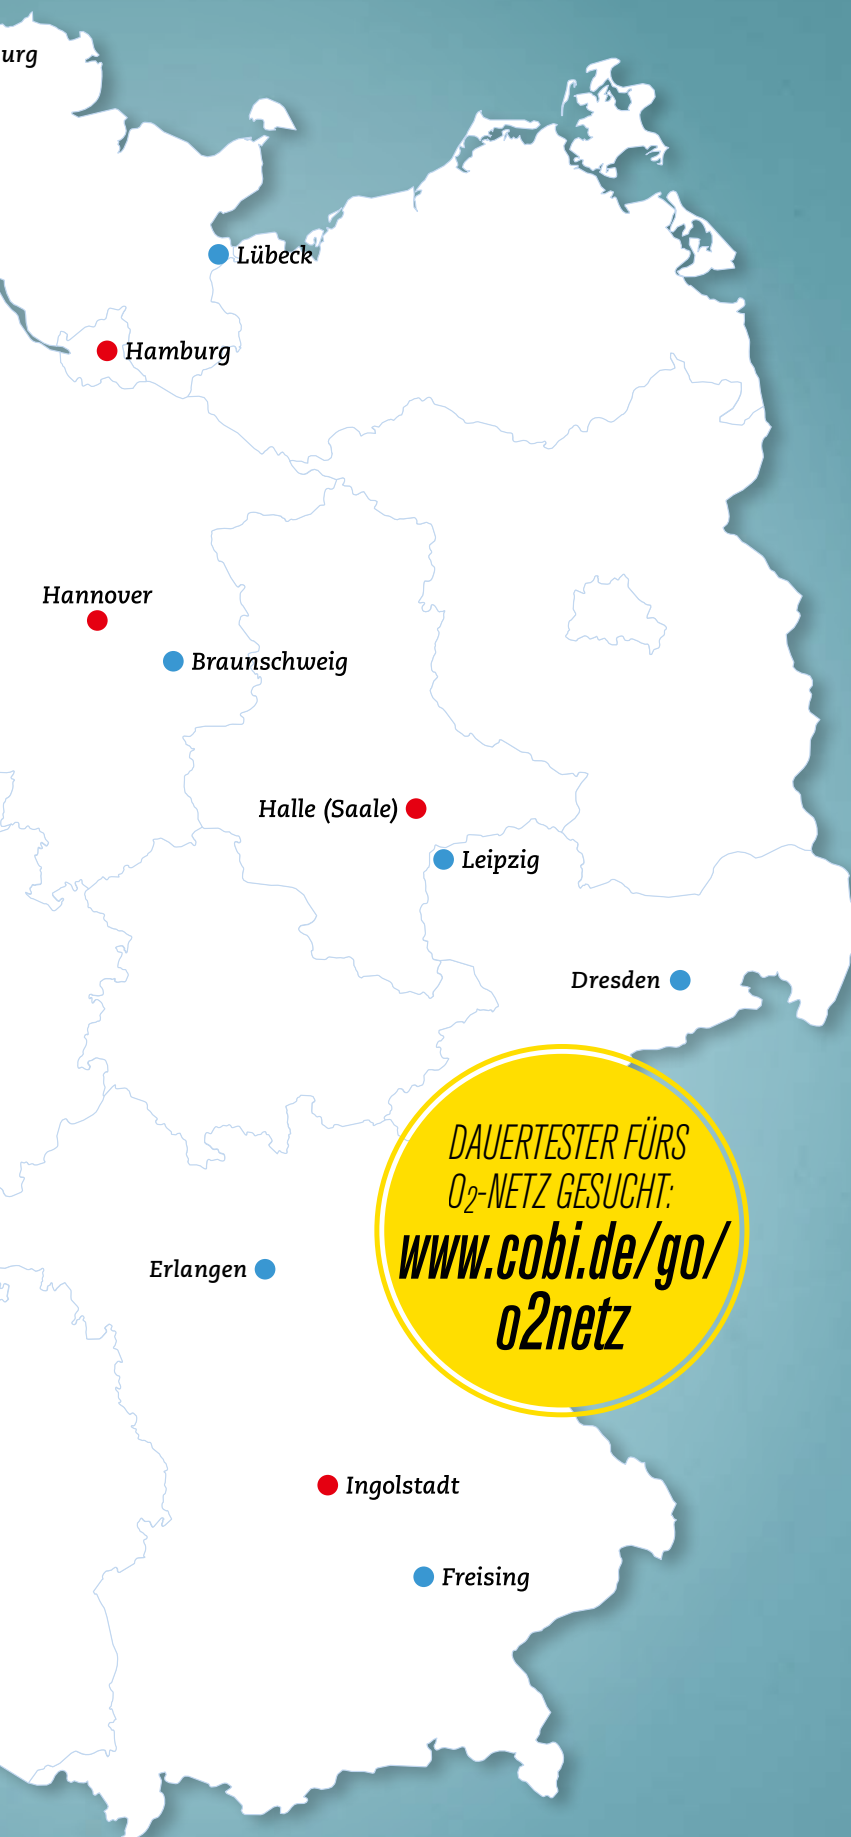 urg
Lübeck
Hamburg
Hannover
Braunschweig
Halle (Saale)
Leipzig
Dresden
DAUERTESTER FÜRS
O₂-NETZ GESUCHT:
www.cobi.de/go/
o2netz
Erlangen
Ingolstadt
Freising